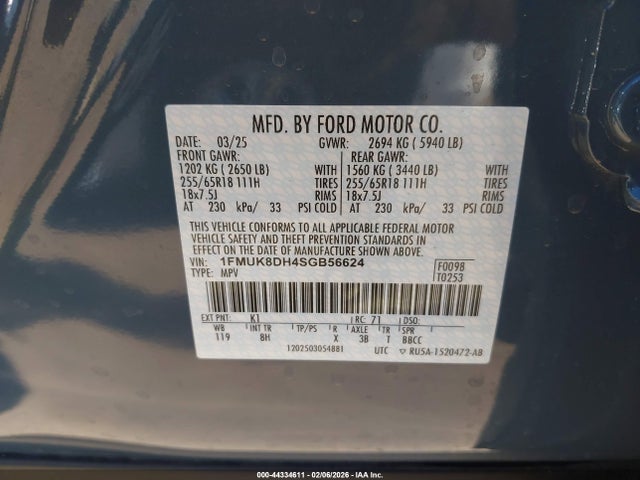 MFD. BY FORD MOTOR CO.
DATE: 03/25 GVWR: 2694 KG ( 5940 LB)
FRONT GAWR: REAR GAWR:
1202 KG ( 2650 LB) WITH 1560 KG ( 3440 LB) WITH
255/65R18 111H TIRES 255/65R18 111H TIRES
18x7.5J RIMS 18x7.5J RIMS
AT 230 kPa/ 33 PSI COLD AT 230 kPa/ 33 PSI COLD
THIS VEHICLE CONFORMS TO ALL APPLICABLE FEDERAL MOTOR
VEHICLE SAFETY AND THEFT PREVENTION STANDARDS IN
EFFECT ON THE DATE OF MANUFACTURE SHOWN ABOVE.
VIN: 1FMUK8DH4SGB56624 F0098
TYPE: MPV T0253
EXT PNT: K1 RC: 71 DSO:
WB INT TR TP/PS R AXLE TR SPR
119 8H X 3B T BBCC
1202503054881 UTC RU5A-1520472-AB
000-44334611 - 02/06/2026 - IAA Inc.